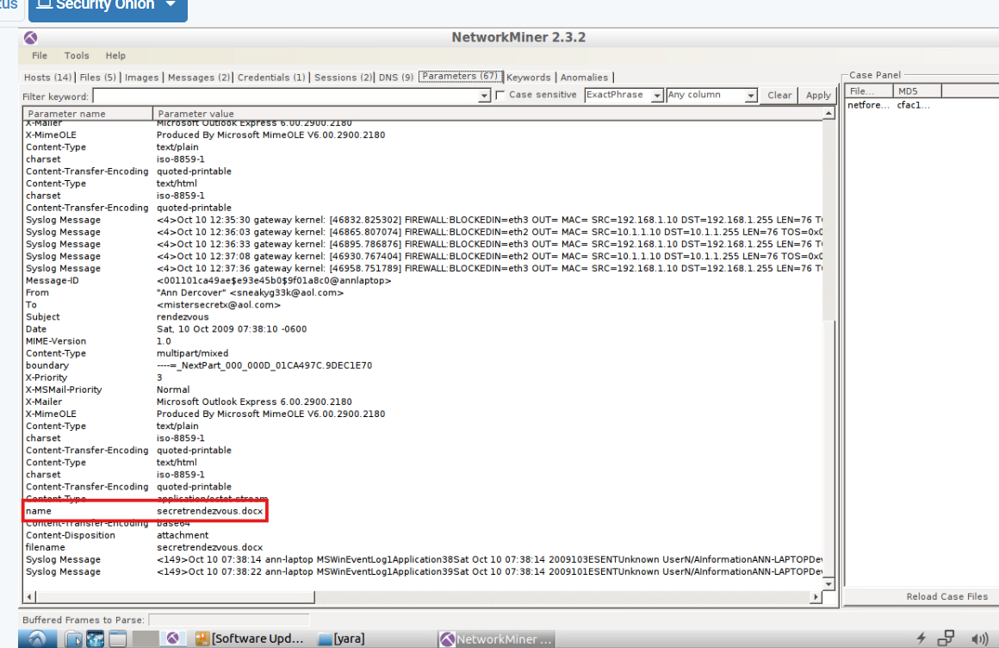 tus
Security Onion
NetworkMiner 2.3.2
File Tools Help
Hosts (14) Files (5) Images Messages (2) Credentials (1) Sessions (2) DNS (9) Parameters (67) Keywords Anomalies
Case Panel
Filter keyword: Case sensitive ExactPhrase Any column Clear Apply
File... MD5
netfore... cfac1...
Parameter name Parameter value
X-Mailer Microsoft Outlook Express 6.00.2900.2180
X-MimeOLE Produced By Microsoft MimeOLE V6.00.2900.2180
Content-Type text/plain
charset iso-8859-1
Content-Transfer-Encoding quoted-printable
Content-Type text/html
charset iso-8859-1
Content-Transfer-Encoding quoted-printable
Syslog Message <4>Oct 10 12:35:30 gateway kernel: [46832.825302] FIREWALL:BLOCKEDIN=eth3 OUT= MAC= SRC=192.168.1.10 DST=192.168.1.255 LEN=76 T
Syslog Message <4>Oct 10 12:36:03 gateway kernel: [46865.807074] FIREWALL:BLOCKEDIN=eth2 OUT= MAC= SRC=10.1.1.10 DST=10.1.1.255 LEN=76 TOS=0x0
Syslog Message <4>Oct 10 12:36:33 gateway kernel: [46895.786876] FIREWALL:BLOCKEDIN=eth3 OUT= MAC= SRC=192.168.1.10 DST=192.168.1.255 LEN=76 T
Syslog Message <4>Oct 10 12:37:08 gateway kernel: [46930.767404] FIREWALL:BLOCKEDIN=eth2 OUT= MAC= SRC=10.1.1.10 DST=10.1.1.255 LEN=76 TOS=0x0
Syslog Message <4>Oct 10 12:37:36 gateway kernel: [46958.751789] FIREWALL:BLOCKEDIN=eth3 OUT= MAC= SRC=192.168.1.10 DST=192.168.1.255 LEN=76 T
Message-ID <001101ca49ae$e93e45b0$9f01a8c0@annlaptop>
From "Ann Dercover" <sneakyg33k@aol.com>
To <mistersecretx@aol.com>
Subject rendezvous
Date Sat, 10 Oct 2009 07:38:10 -0600
MIME-Version 1.0
Content-Type multipart/mixed
boundary ----=_NextPart_000_000D_01CA497C.9DEC1E70
X-Priority 3
X-MSMail-Priority Normal
X-Mailer Microsoft Outlook Express 6.00.2900.2180
X-MimeOLE Produced By Microsoft MimeOLE V6.00.2900.2180
Content-Type text/plain
charset iso-8859-1
Content-Transfer-Encoding quoted-printable
Content-Type text/html
charset iso-8859-1
Content-Transfer-Encoding quoted-printable
Content-Type application/octet-stream
name secretrendezvous.docx
Content-Transfer-Encoding base64
Content-Disposition attachment
filename secretrendezvous.docx
Syslog Message <149>Oct 10 07:38:14 ann-laptop MSWinEventLog1Application38Sat Oct 10 07:38:14 2009103ESENTUnknown UserN/AInformationANN-LAPTOPDe
Syslog Message <149>Oct 10 07:38:22 ann-laptop MSWinEventLog1Application39Sat Oct 10 07:38:14 2009101ESENTUnknown UserN/AInformationANN-LAPTOPDe
Reload Case Files
Buffered Frames to Parse:
[Software Upd... [yara] NetworkMiner ...